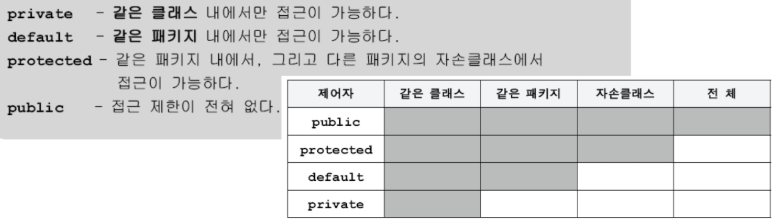 private - 같은 클래스 내에서만 접근이 가능하다.
default - 같은 패키지 내에서만 접근이 가능하다.
protected - 같은 패키지 내에서, 그리고 다른 패키지의 자손클래스에서
접근이 가능하다.
public - 접근 제한이 전혀 없다.
제어자 같은 클래스 같은 패키지 자손클래스 전 체
public
protected
default
private